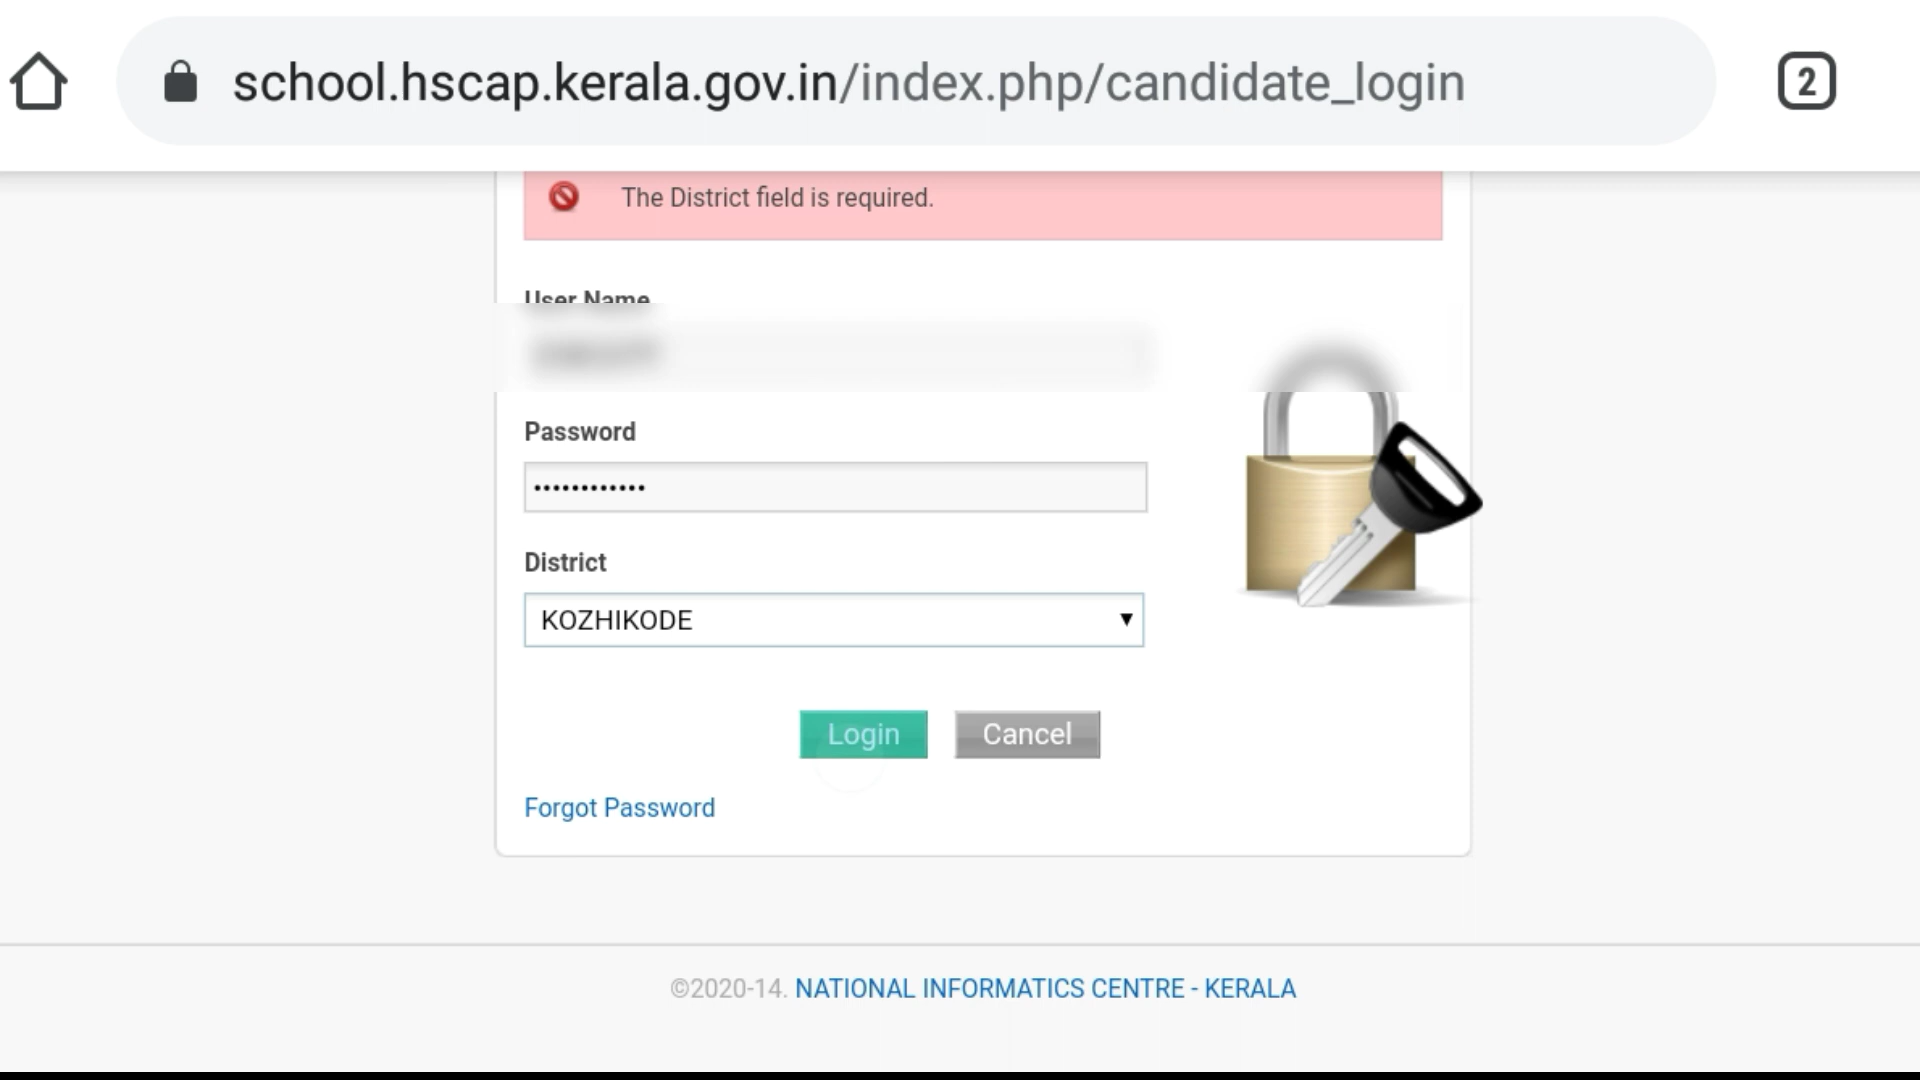 school.hscap.kerala.gov.in/index.php/candidate_login
2
The District field is required.
User Name
Password
••••••••••••
District
KOZHIKODE
Login Cancel
Forgot Password
©2020-14. NATIONAL INFORMATICS CENTRE - KERALA